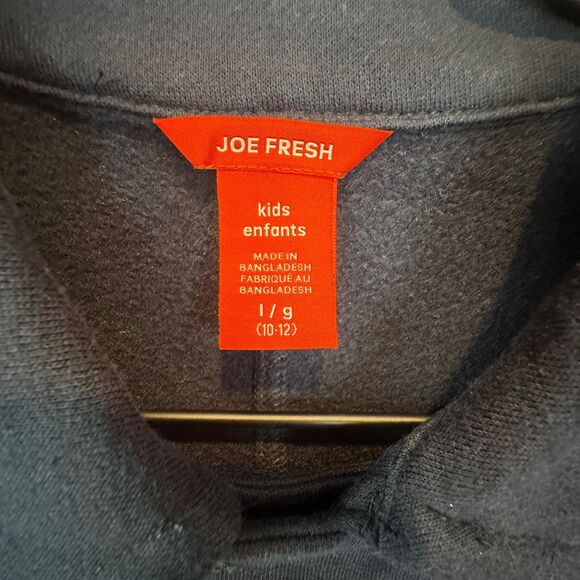 JOE FRESH
kids
enfants
MADE IN
BANGLADESH
FABRIQUÉ AU
BANGLADESH
l / g
(10-12)